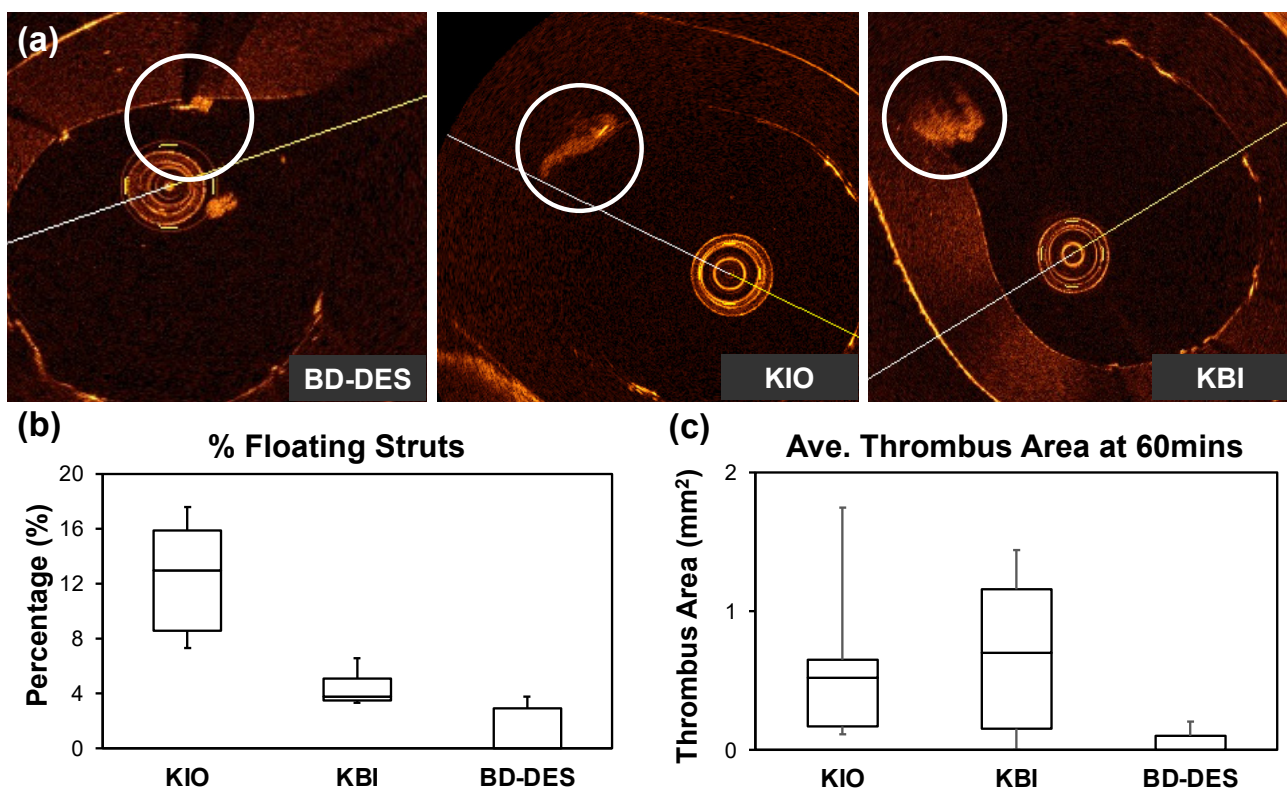 (a)
BD-DES
KIO
KBI
(b)
% Floating Struts
Percentage (%)
20
16
12
8
4
0
KIO
KBI
BD-DES
(c)
Ave. Thrombus Area at 60mins
Thrombus Area (mm²)
2
1
0
KIO
KBI
BD-DES